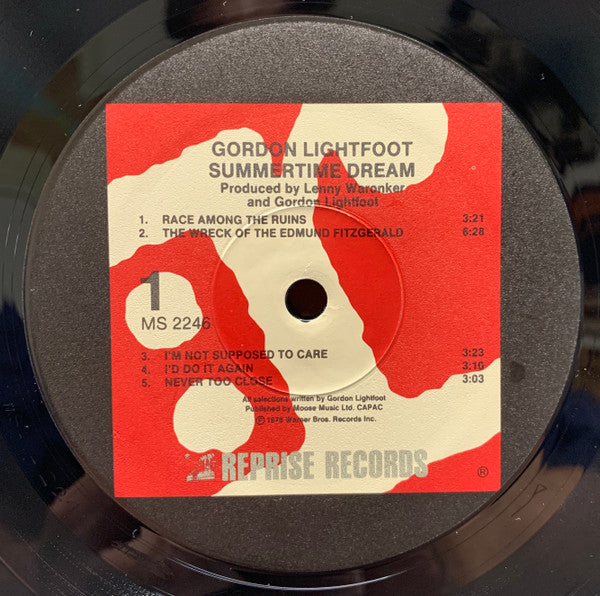 GORDON LIGHTFOOT
SUMMERTIME DREAM
Produced by Lenny Waronker
and Gordon Lightfoot
1. RACE AMONG THE RUINS 3:21
2. THE WRECK OF THE EDMUND FITZGERALD 6:28
1
MS 2246
3. I'M NOT SUPPOSED TO CARE 3:23
4. I'D DO IT AGAIN 3:10
5. NEVER TOO CLOSE 3:03
All selections written by Gordon Lightfoot
Published by Moose Music Ltd. CAPAC
℗ 1976 Warner Bros. Records Inc.
REPRISE RECORDS ®